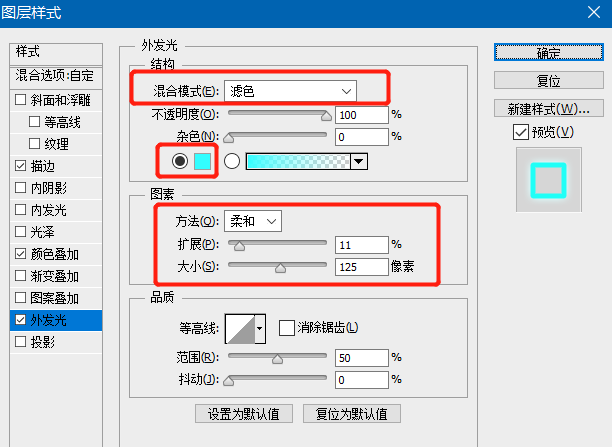 图层样式
样式
混合选项:自定
斜面和浮雕
等高线
纹理
描边
内阴影
内发光
光泽
颜色叠加
渐变叠加
图案叠加
外发光
投影
外发光
结构
混合模式(E): 滤色
不透明度(O): 100 %
杂色(N): 0 %
图素
方法(Q): 柔和
扩展(P): 11 %
大小(S): 125 像素
品质
等高线: 消除锯齿(L)
范围(R): 50 %
抖动(J): 0 %
设置为默认值 复位为默认值
确定
复位
新建样式(W)...
预览(V)